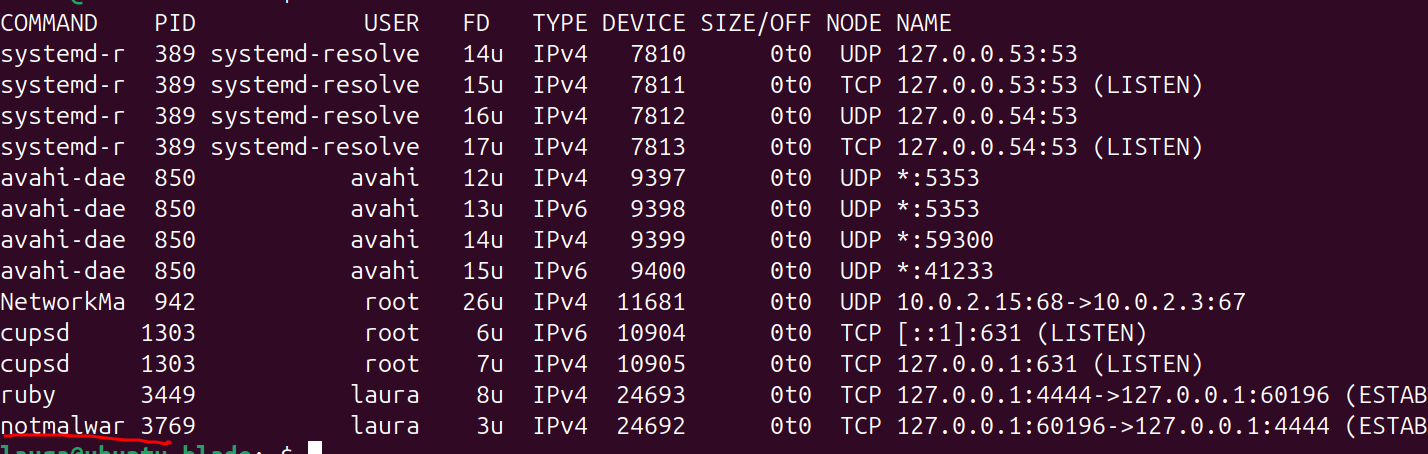 COMMAND PID USER FD TYPE DEVICE SIZE/OFF NODE NAME
systemd-r 389 systemd-resolve 14u IPv4 7810 0t0 UDP 127.0.0.53:53
systemd-r 389 systemd-resolve 15u IPv4 7811 0t0 TCP 127.0.0.53:53 (LISTEN)
systemd-r 389 systemd-resolve 16u IPv4 7812 0t0 UDP 127.0.0.54:53
systemd-r 389 systemd-resolve 17u IPv4 7813 0t0 TCP 127.0.0.54:53 (LISTEN)
avahi-dae 850 avahi 12u IPv4 9397 0t0 UDP *:5353
avahi-dae 850 avahi 13u IPv6 9398 0t0 UDP *:5353
avahi-dae 850 avahi 14u IPv4 9399 0t0 UDP *:59300
avahi-dae 850 avahi 15u IPv6 9400 0t0 UDP *:41233
NetworkMa 942 root 26u IPv4 11681 0t0 UDP 10.0.2.15:68->10.0.2.3:67
cupsd 1303 root 6u IPv6 10904 0t0 TCP [::1]:631 (LISTEN)
cupsd 1303 root 7u IPv4 10905 0t0 TCP 127.0.0.1:631 (LISTEN)
ruby 3449 laura 8u IPv4 24693 0t0 TCP 127.0.0.1:4444->127.0.0.1:60196 (ESTAB
notmalwar 3769 laura 3u IPv4 24692 0t0 TCP 127.0.0.1:60196->127.0.0.1:4444 (ESTAB